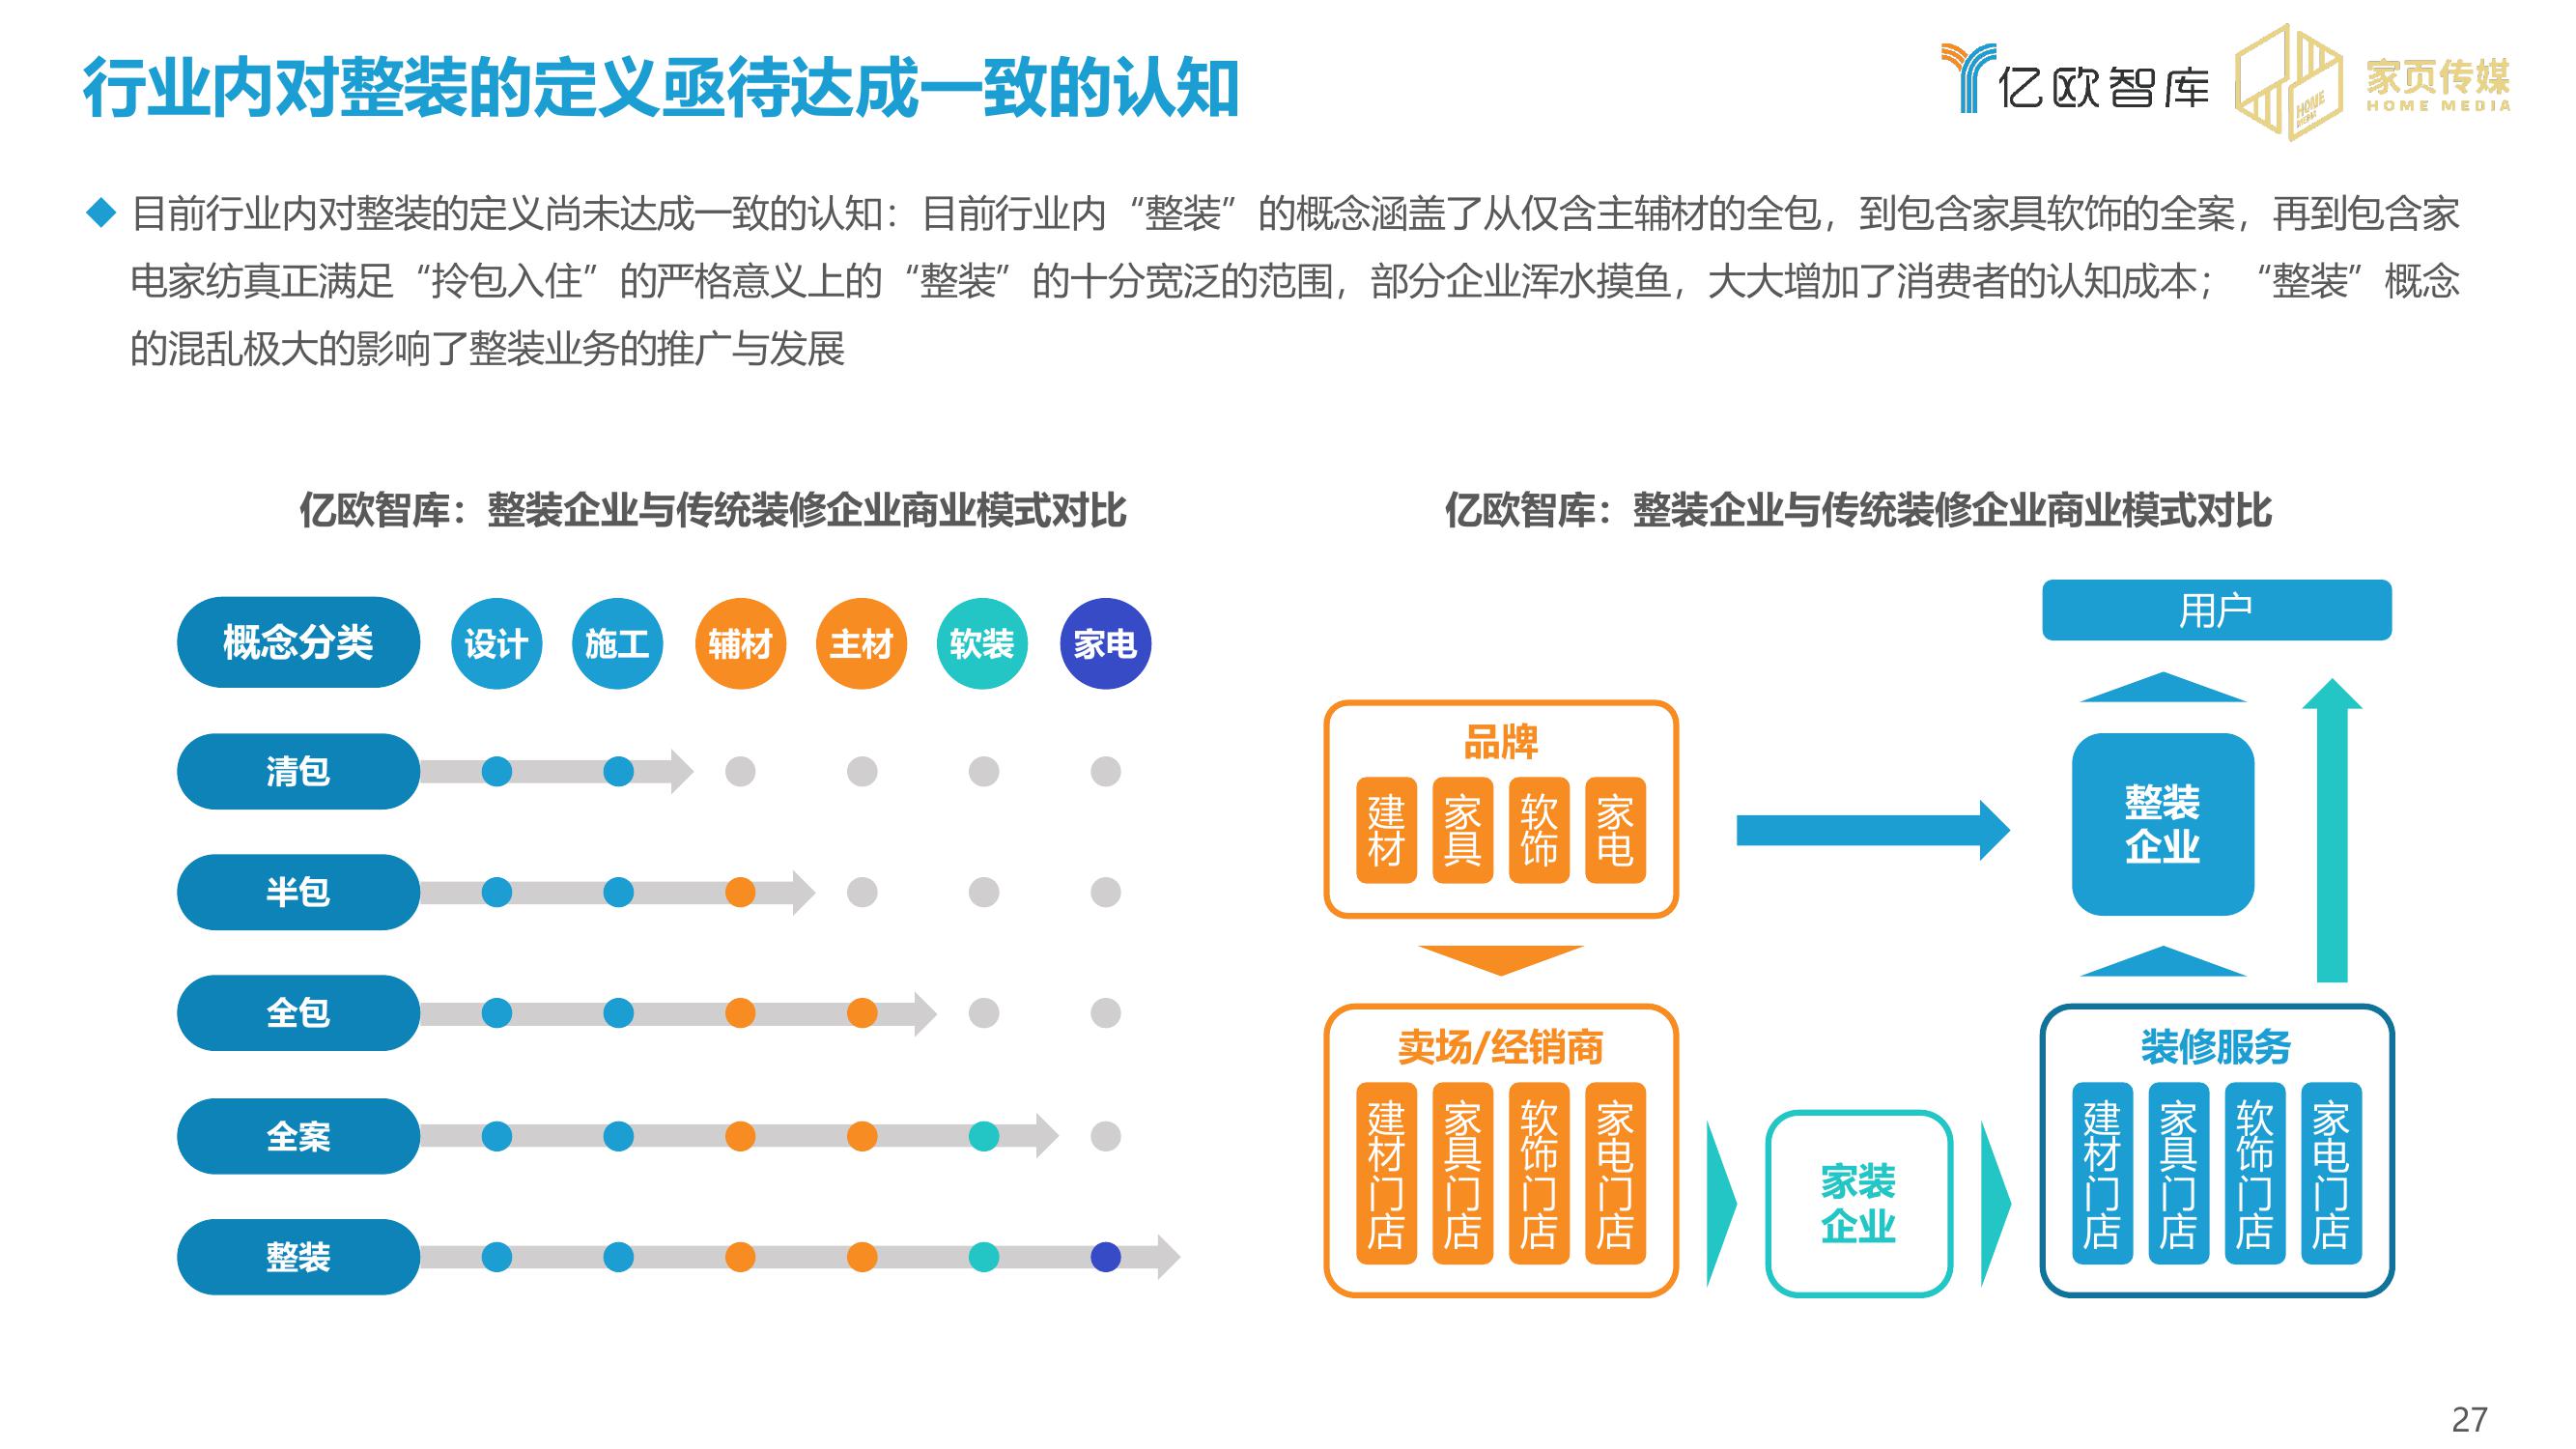 行业内对整装的定义亟待达成一致的认知
亿欧智库
家页传媒
HOME MEDIA
目前行业内对整装的定义尚未达成一致的认知：目前行业内“整装”的概念涵盖了从仅含主辅材的全包，到包含家具软饰的全案，再到包含家
电家纺真正满足“拎包入住”的严格意义上的“整装”的十分宽泛的范围，部分企业浑水摸鱼，大大增加了消费者的认知成本；“整装”概念
的混乱极大的影响了整装业务的推广与发展
亿欧智库：整装企业与传统装修企业商业模式对比
概念分类 设计 施工 辅材 主材 软装 家电
清包
半包
全包
全案
整装
亿欧智库：整装企业与传统装修企业商业模式对比
用户
品牌
建材 家具 软饰 家电
整装
企业
卖场/经销商
建材门店 家具门店 软饰门店 家电门店
家装
企业
装修服务
建材门店 家具门店 软饰门店 家电门店
27